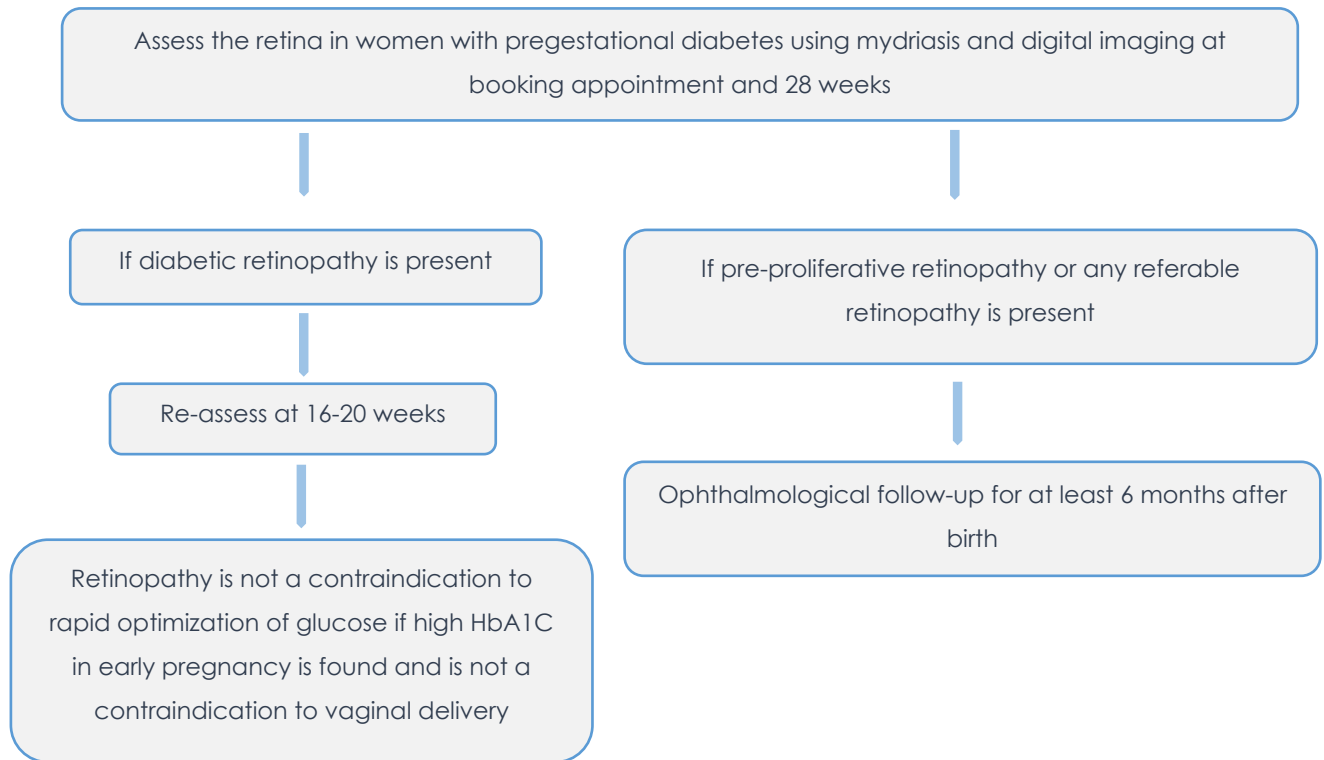 Assess the retina in women with pregestational diabetes using mydriasis and digital imaging at
booking appointment and 28 weeks
If diabetic retinopathy is present
Re-assess at 16-20 weeks
Retinopathy is not a contraindication to
rapid optimization of glucose if high HbA1C
in early pregnancy is found and is not a
contraindication to vaginal delivery
If pre-proliferative retinopathy or any referable
retinopathy is present
Ophthalmological follow-up for at least 6 months after
birth